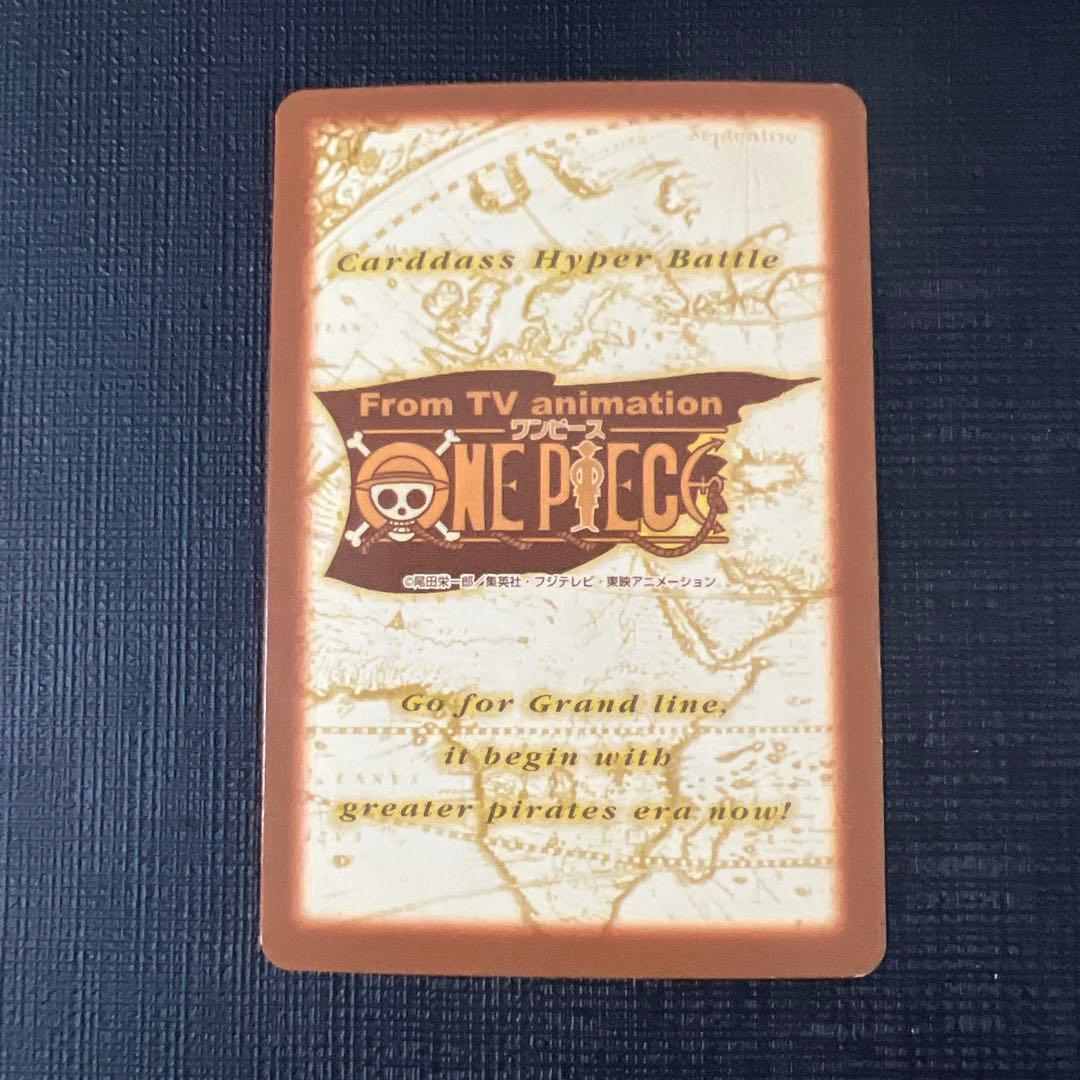 Carddass Hyper Battle
From TV animation
ワンピース
ONE PIECE
©尾田栄一郎／集英社・フジテレビ・東映アニメーション
Go for Grand line,
it begin with
greater pirates era now!